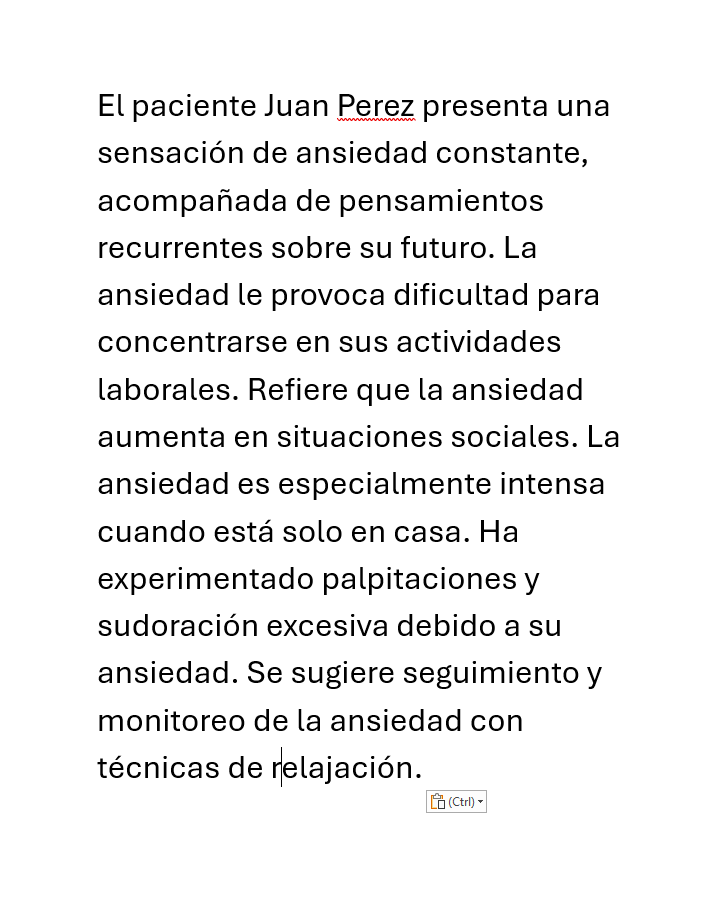 El paciente Juan Perez presenta una
sensación de ansiedad constante,
acompañada de pensamientos
recurrentes sobre su futuro. La
ansiedad le provoca dificultad para
concentrarse en sus actividades
laborales. Refiere que la ansiedad
aumenta en situaciones sociales. La
ansiedad es especialmente intensa
cuando está solo en casa. Ha
experimentado palpitaciones y
sudoración excesiva debido a su
ansiedad. Se sugiere seguimiento y
monitoreo de la ansiedad con
técnicas de relajación.
(Ctrl)